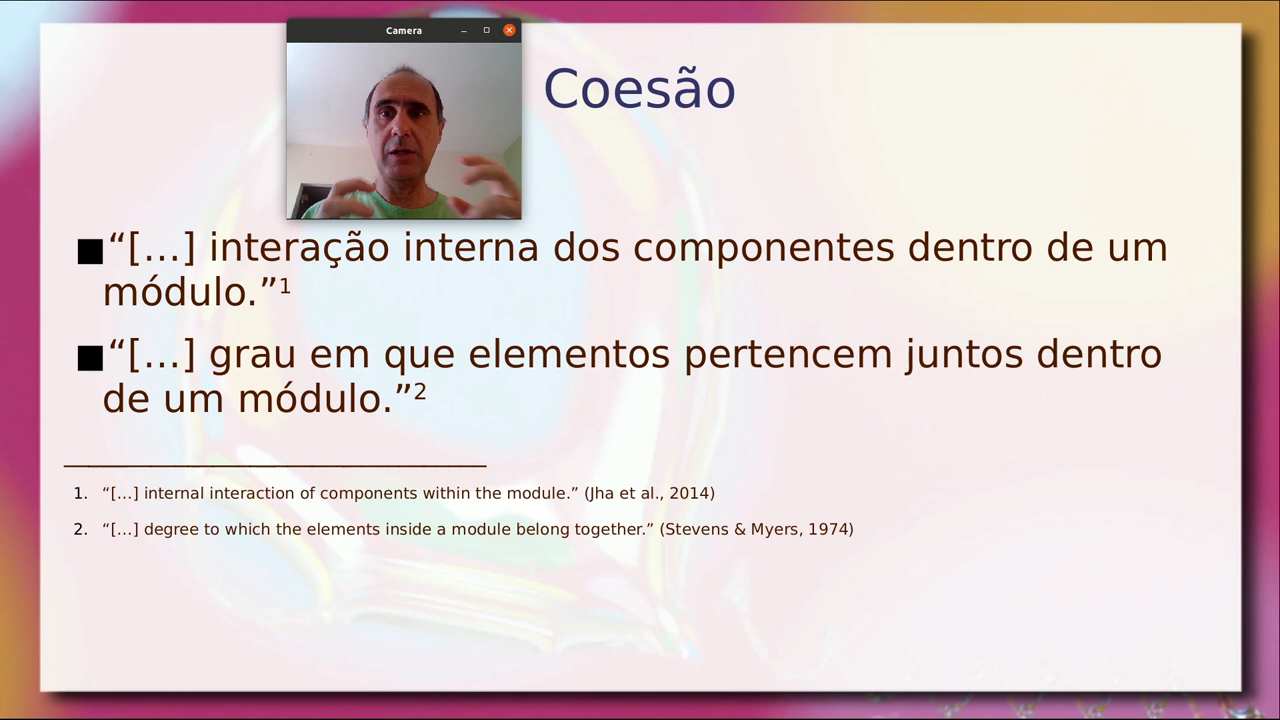 Camera
Coesão
■“[…] interação interna dos componentes dentro de um
módulo.”¹
■“[…] grau em que elementos pertencem juntos dentro
de um módulo.”²
1. “[…] internal interaction of components within the module.” (Jha et al., 2014)
2. “[…] degree to which the elements inside a module belong together.” (Stevens & Myers, 1974)